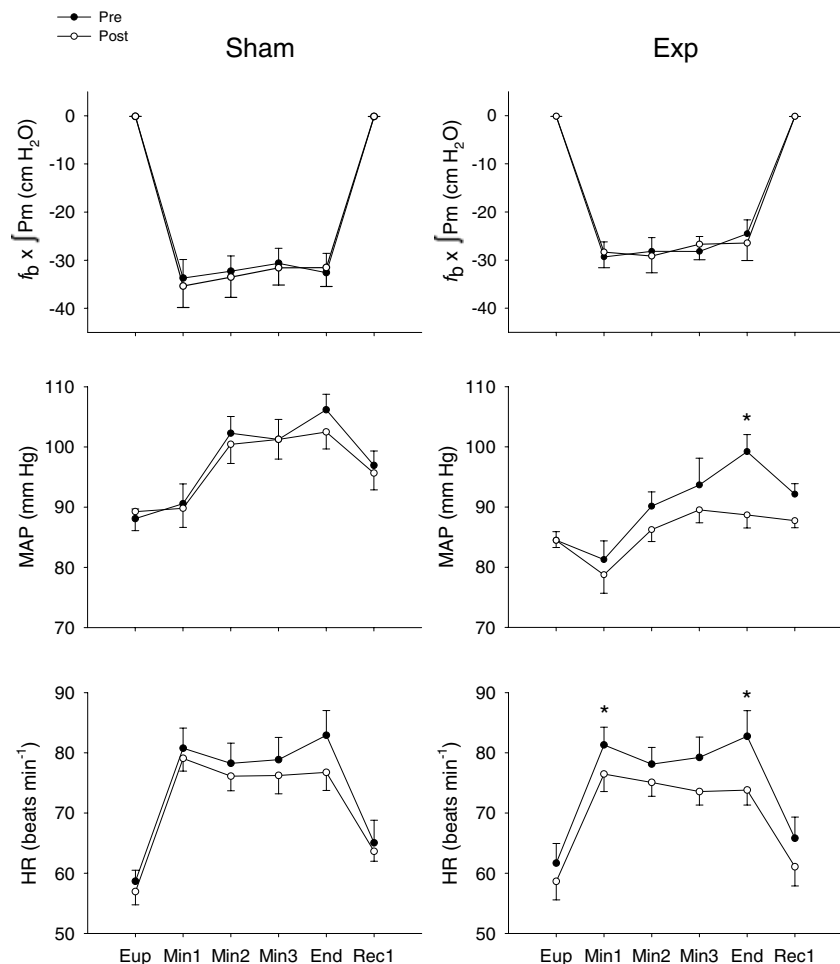 Pre
Post
Sham
Exp
0
-10
-20
-30
-40
f_b x ∫Pm (cm H₂O)
0
-10
-20
-30
-40
f_b x ∫Pm (cm H₂O)
110
100
90
80
70
MAP (mm Hg)
*
110
100
90
80
70
MAP (mm Hg)
90
80
70
60
50
HR (beats min⁻¹)
Eup Min1 Min2 Min3 End Rec1
* *
90
80
70
60
50
HR (beats min⁻¹)
Eup Min1 Min2 Min3 End Rec1